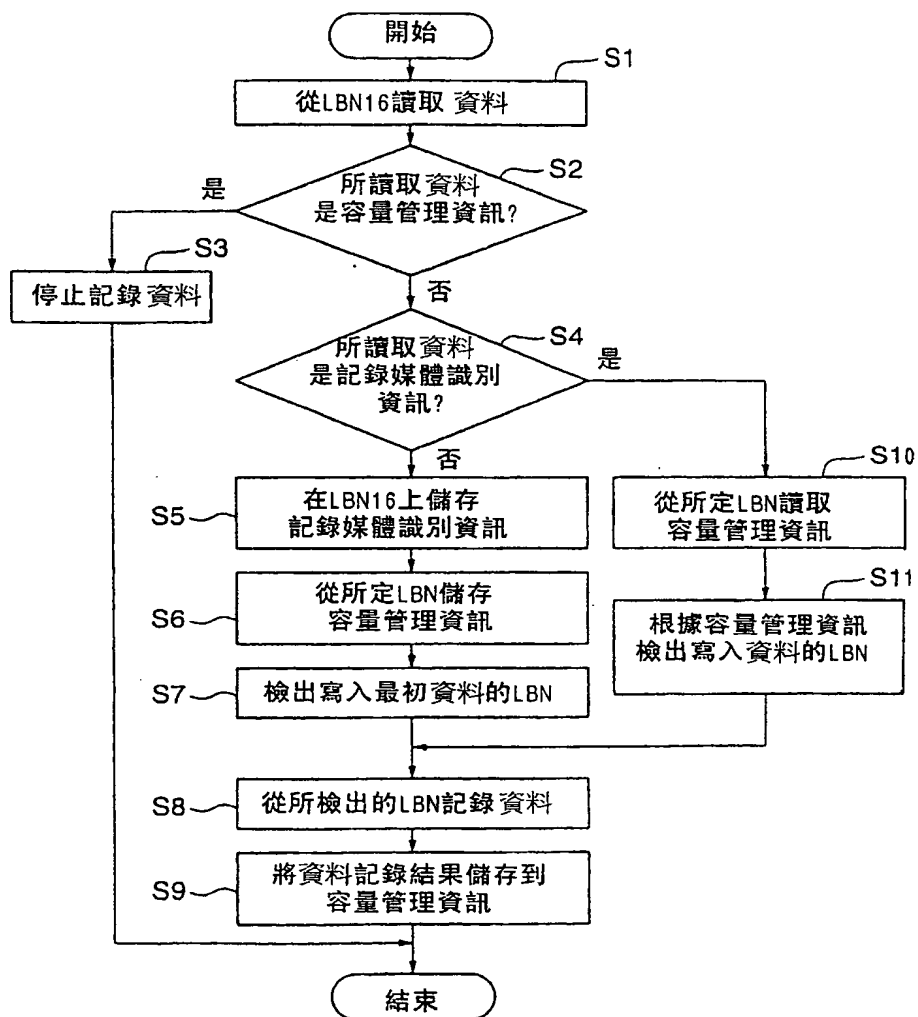 開始
S1
從LBN16讀取 資料
S2
所讀取資料
是容量管理資訊?
是
S3
停止記錄資料
否
S4
所讀取資料
是記錄媒體識別
資訊?
是
否
S5
在LBN16上儲存
記錄媒體識別資訊
S10
從所定LBN讀取
容量管理資訊
S6
從所定LBN儲存
容量管理資訊
S11
根據容量管理資訊
檢出寫入資料的LBN
S7
檢出寫入最初資料的LBN
S8
從所檢出的LBN記錄資料
S9
將資料記錄結果儲存到
容量管理資訊
結束